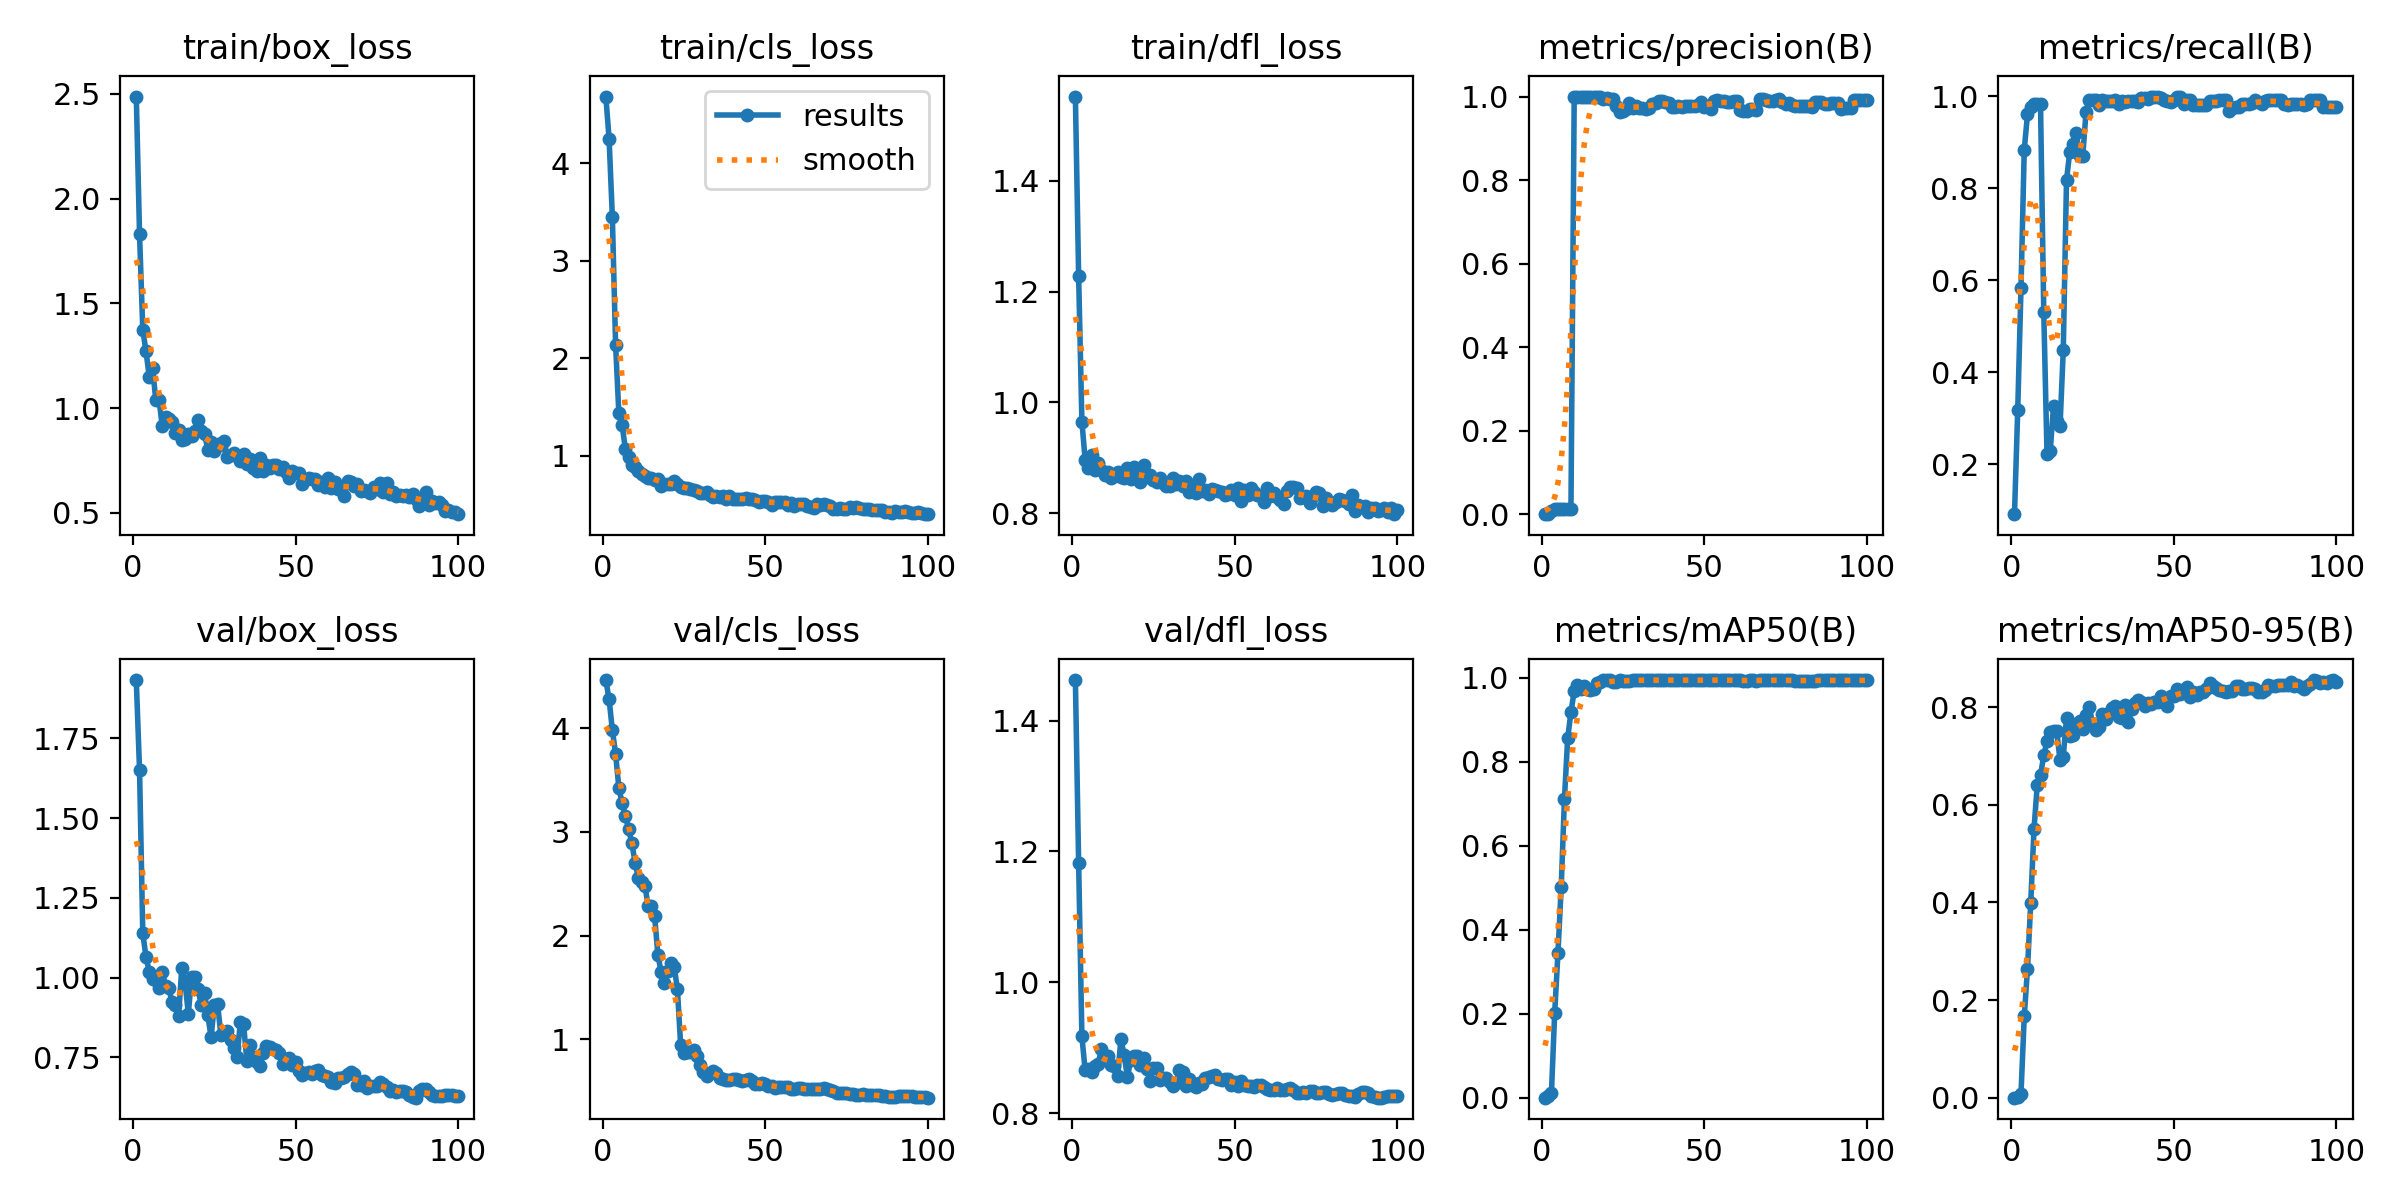 train/box_loss
2.5
2.0
1.5
1.0
0.5
0 50 100
train/cls_loss
results
smooth
4
3
2
1
0 50 100
train/dfl_loss
1.4
1.2
1.0
0.8
0 50 100
metrics/precision(B)
1.0
0.8
0.6
0.4
0.2
0.0
0 50 100
metrics/recall(B)
1.0
0.8
0.6
0.4
0.2
0 50 100
val/box_loss
1.75
1.50
1.25
1.00
0.75
0 50 100
val/cls_loss
4
3
2
1
0 50 100
val/dfl_loss
1.4
1.2
1.0
0.8
0 50 100
metrics/mAP50(B)
1.0
0.8
0.6
0.4
0.2
0.0
0 50 100
metrics/mAP50-95(B)
0.8
0.6
0.4
0.2
0.0
0 50 100